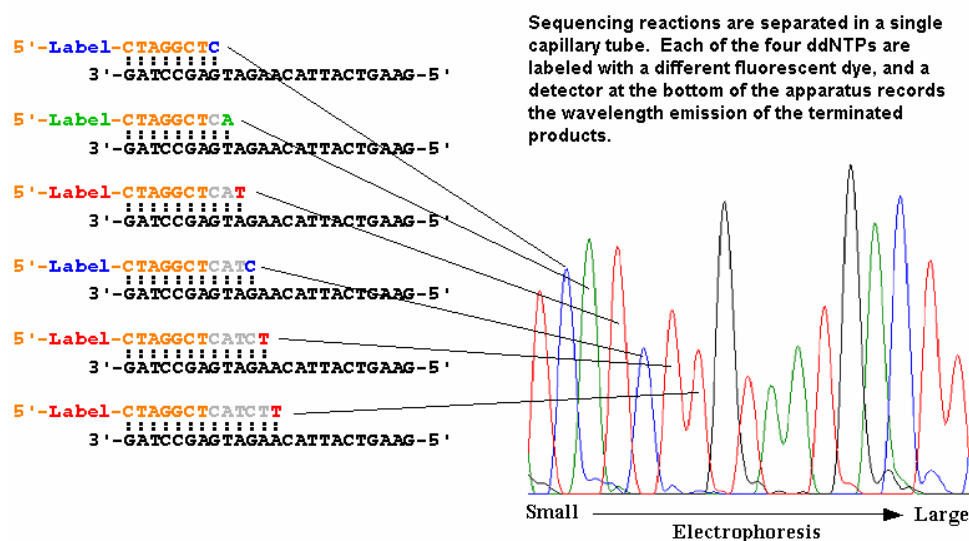 Sequencing reactions are separated in a single
capillary tube. Each of the four ddNTPs are
labeled with a different fluorescent dye, and a
detector at the bottom of the apparatus records
the wavelength emission of the terminated
products.
5'-Label-CTAGGCTC
3'-GATCCGAGTAGAACATTACTGAAG-5'
5'-Label-CTAGGCTCA
3'-GATCCGAGTAGAACATTACTGAAG-5'
5'-Label-CTAGGCTCAT
3'-GATCCGAGTAGAACATTACTGAAG-5'
5'-Label-CTAGGCTCATC
3'-GATCCGAGTAGAACATTACTGAAG-5'
5'-Label-CTAGGCTCATCT
3'-GATCCGAGTAGAACATTACTGAAG-5'
5'-Label-CTAGGCTCATCTT
3'-GATCCGAGTAGAACATTACTGAAG-5'
Small Large
Electrophoresis